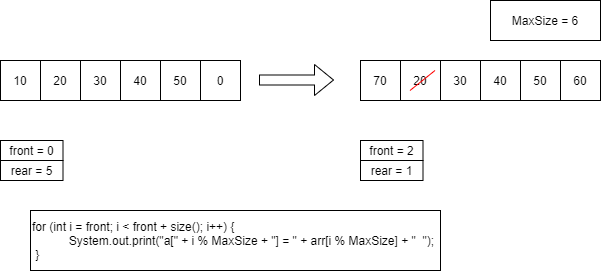 MaxSize = 6
10 20 30 40 50 0
70 20 30 40 50 60
front = 0
rear = 5
front = 2
rear = 1
for (int i = front; i < front + size(); i++) {
System.out.print("a[" + i % MaxSize + "] = " + arr[i % MaxSize] + "  ");
}